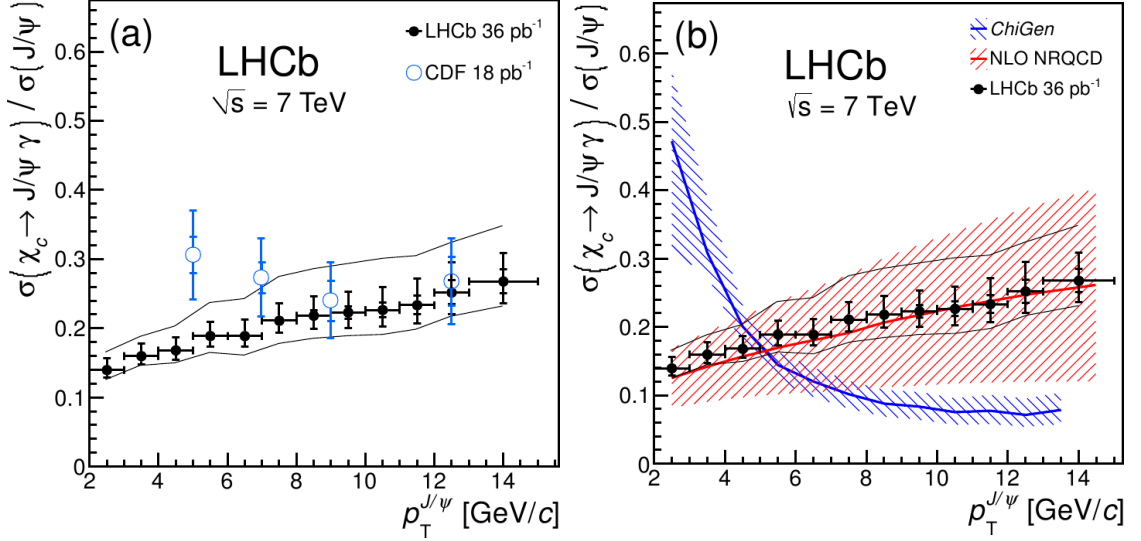 (a)
LHCb
√s = 7 TeV
LHCb 36 pb⁻¹
CDF 18 pb⁻¹
σ{χc→ J/ψ γ} / σ{ J/ψ}
0.6
0.5
0.4
0.3
0.2
0.1
0
2 4 6 8 10 12 14
p_T^{J/ψ} [GeV/c]
(b)
LHCb
√s = 7 TeV
ChiGen
NLO NRQCD
LHCb 36 pb⁻¹
σ{χc→ J/ψ γ} / σ{ J/ψ}
0.6
0.5
0.4
0.3
0.2
0.1
0
2 4 6 8 10 12 14
p_T^{J/ψ} [GeV/c]